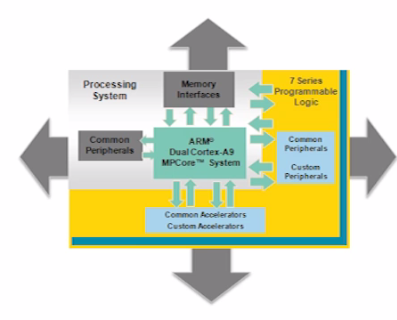 Processing
System
Memory
Interfaces
7 Series
Programmable
Logic
Common
Peripherals
ARM®
Dual Cortex-A9
MPCore™ System
Common
Peripherals
Custom
Peripherals
Common Accelerators
Custom Accelerators